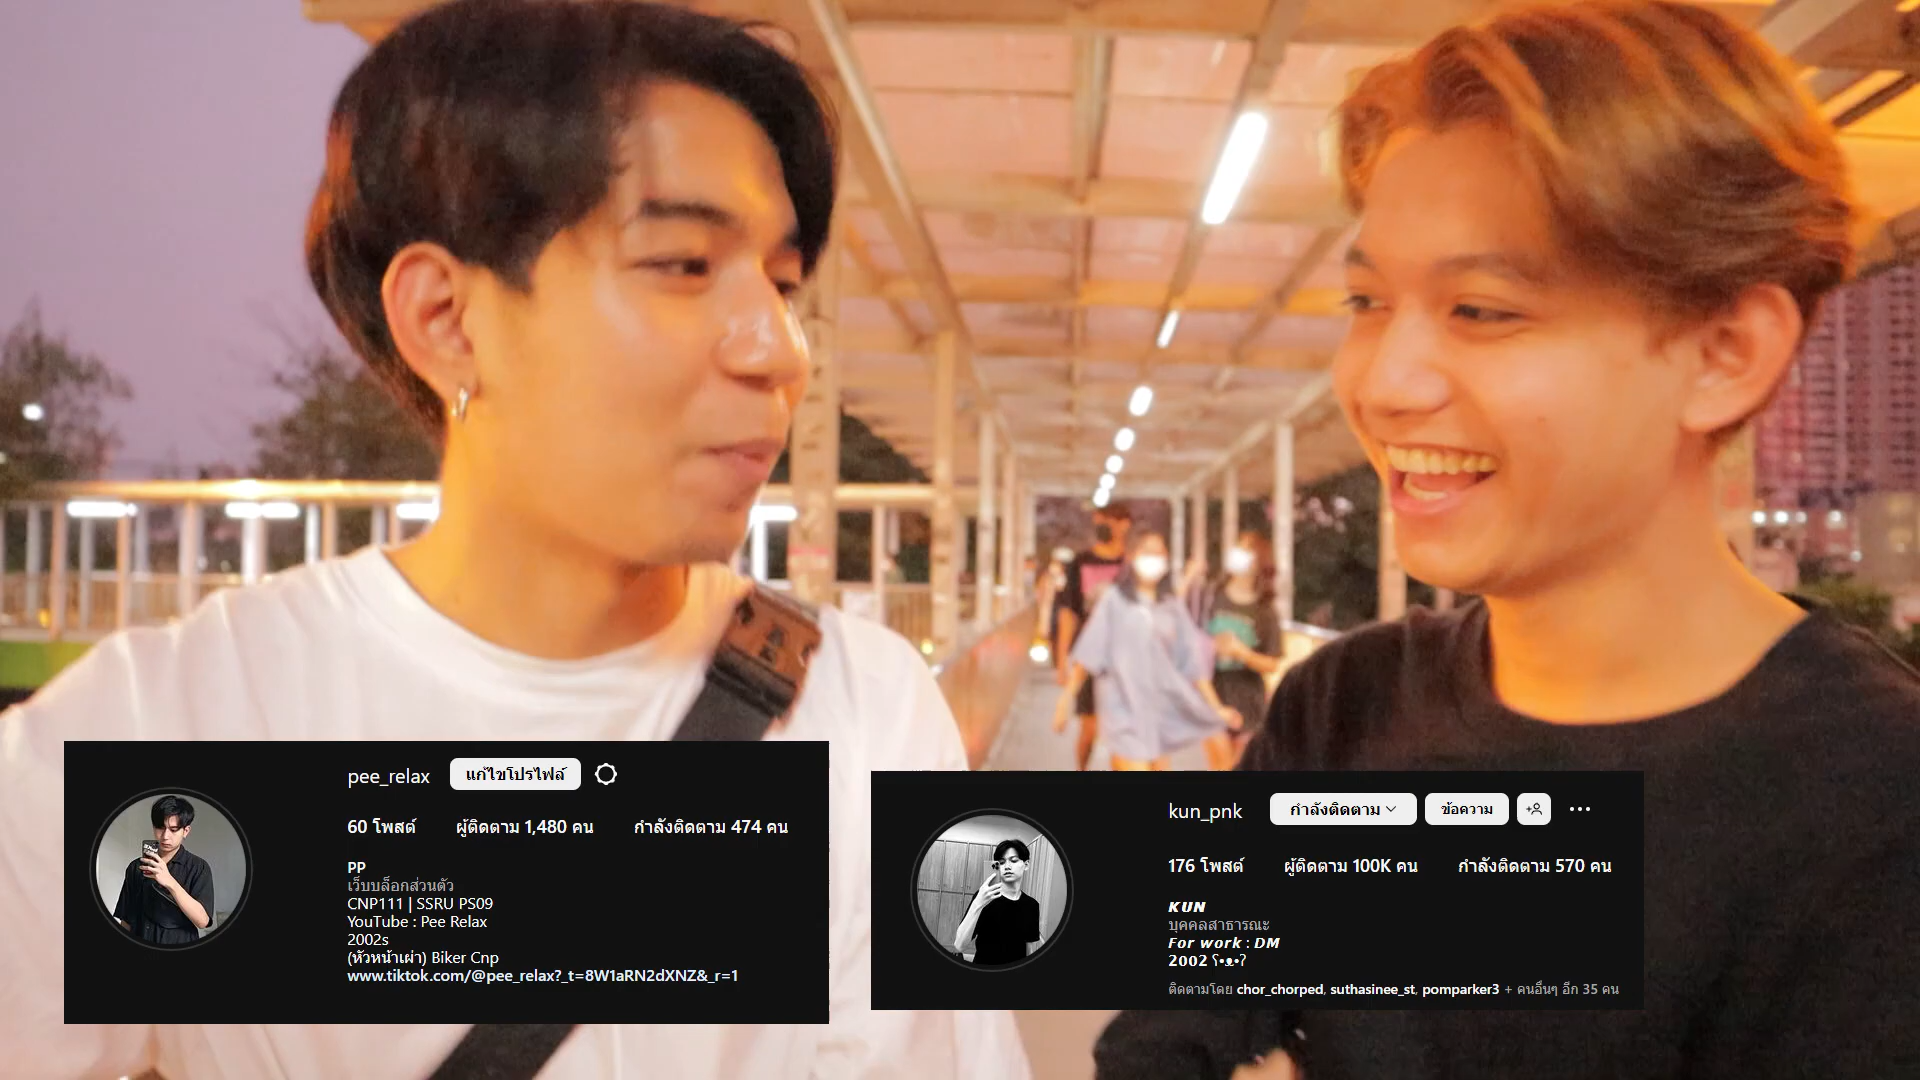 pee_relax แก้ไขโปรไฟล์
60 โพสต์ ผู้ติดตาม 1,480 คน กำลังติดตาม 474 คน
PP
เว็บบล็อกส่วนตัว
CNP111 | SSRU PS09
YouTube : Pee Relax
2002s
(หัวหน้าเผ่า) Biker Cnp
www.tiktok.com/@pee_relax?_t=8W1aRN2dXNZ&_r=1
kun_pnk กำลังติดตาม ข้อความ
176 โพสต์ ผู้ติดตาม 100K คน กำลังติดตาม 570 คน
KUN
บุคคลสาธารณะ
For work : DM
2002 ʕ•ᴥ•ʔ
ติดตามโดย chor_chorped, suthasinee_st, pomparker3 + คนอื่นๆ อีก 35 คน